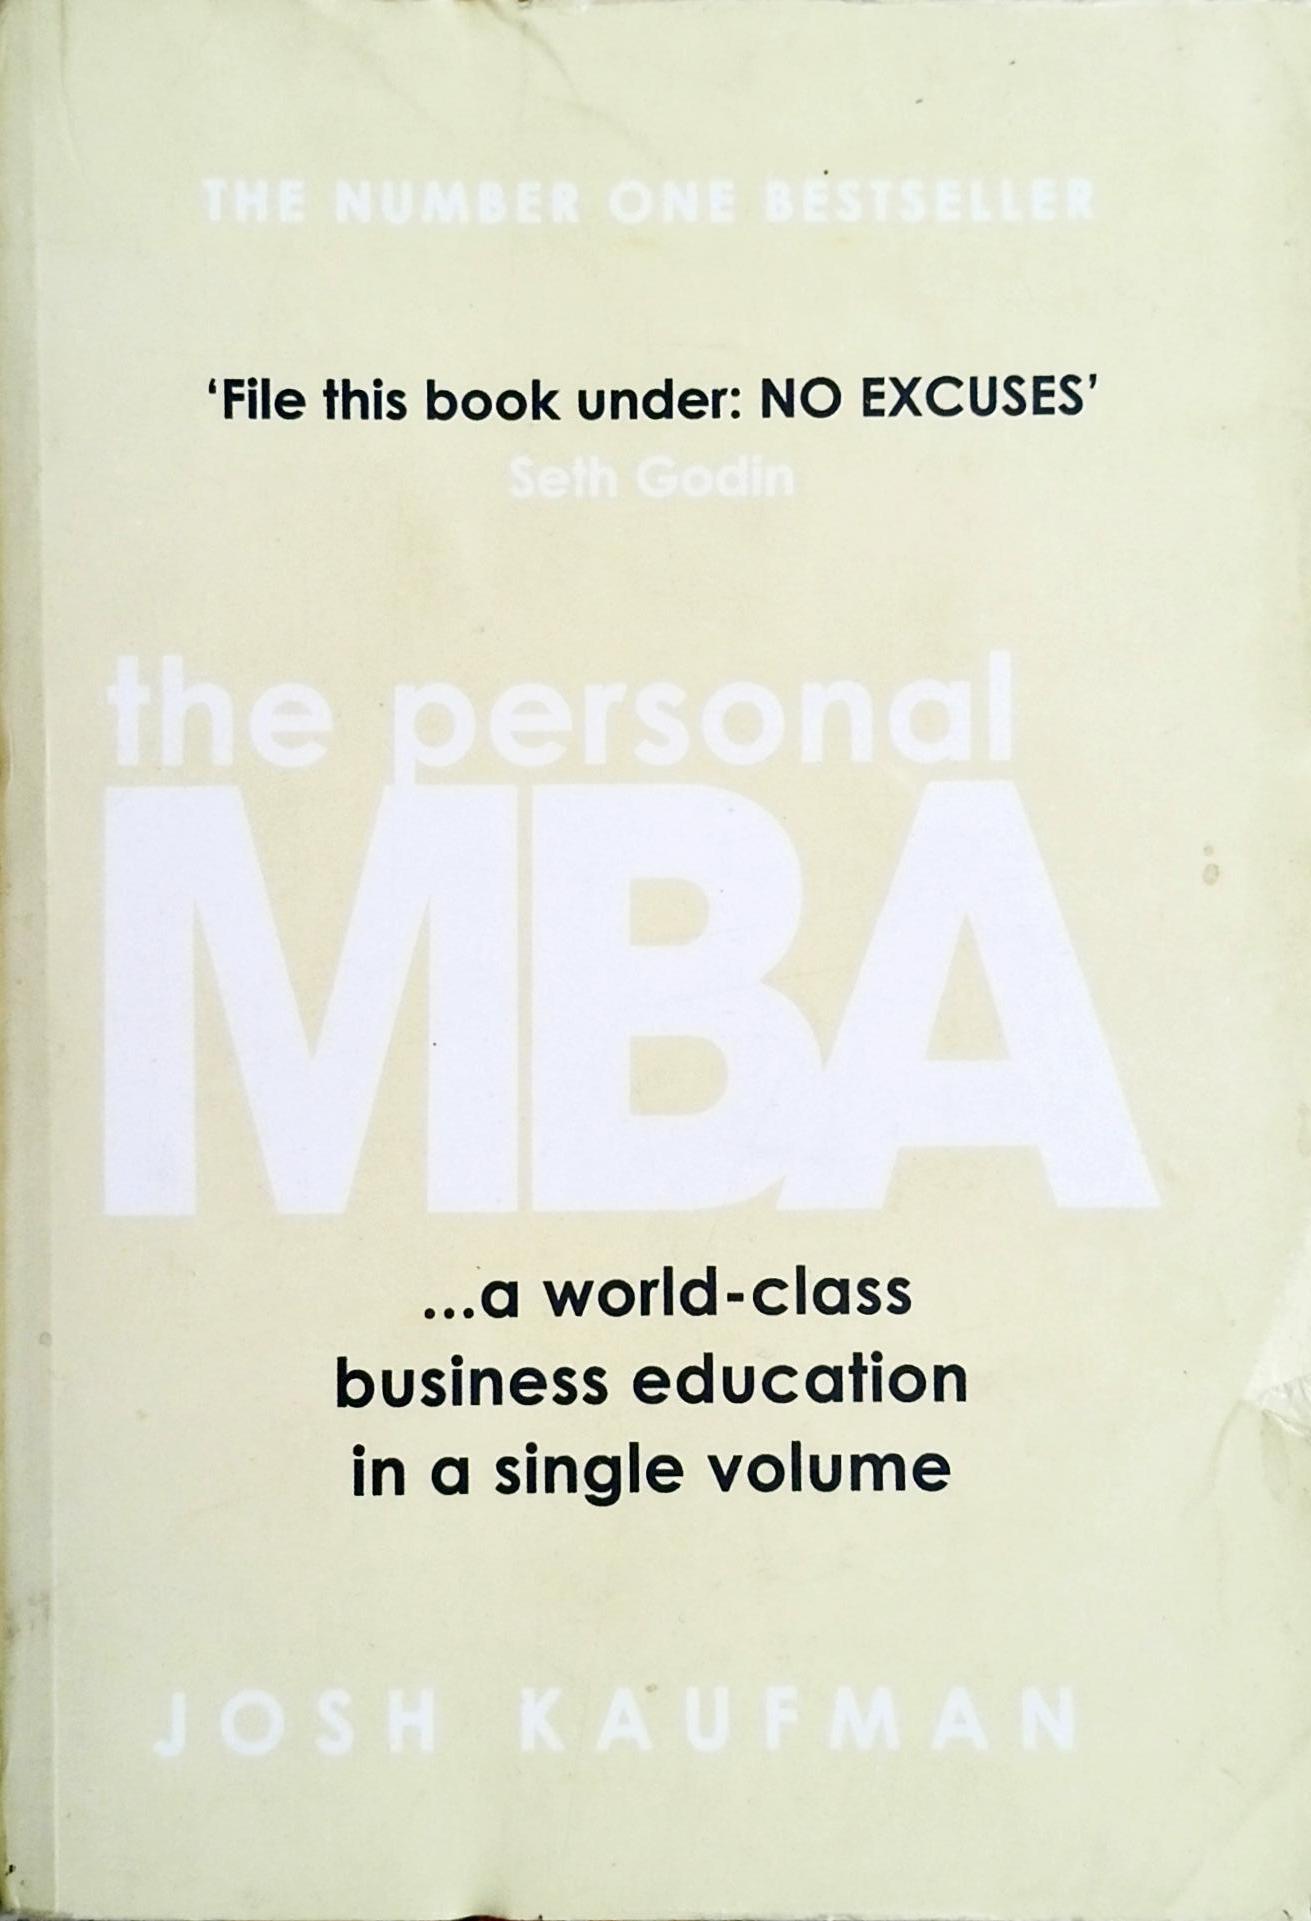 THE NUMBER ONE BESTSELLER
‘File this book under: NO EXCUSES’
Seth Godin
the personal
MBA
...a world-class
business education
in a single volume
JOSH KAUFMAN